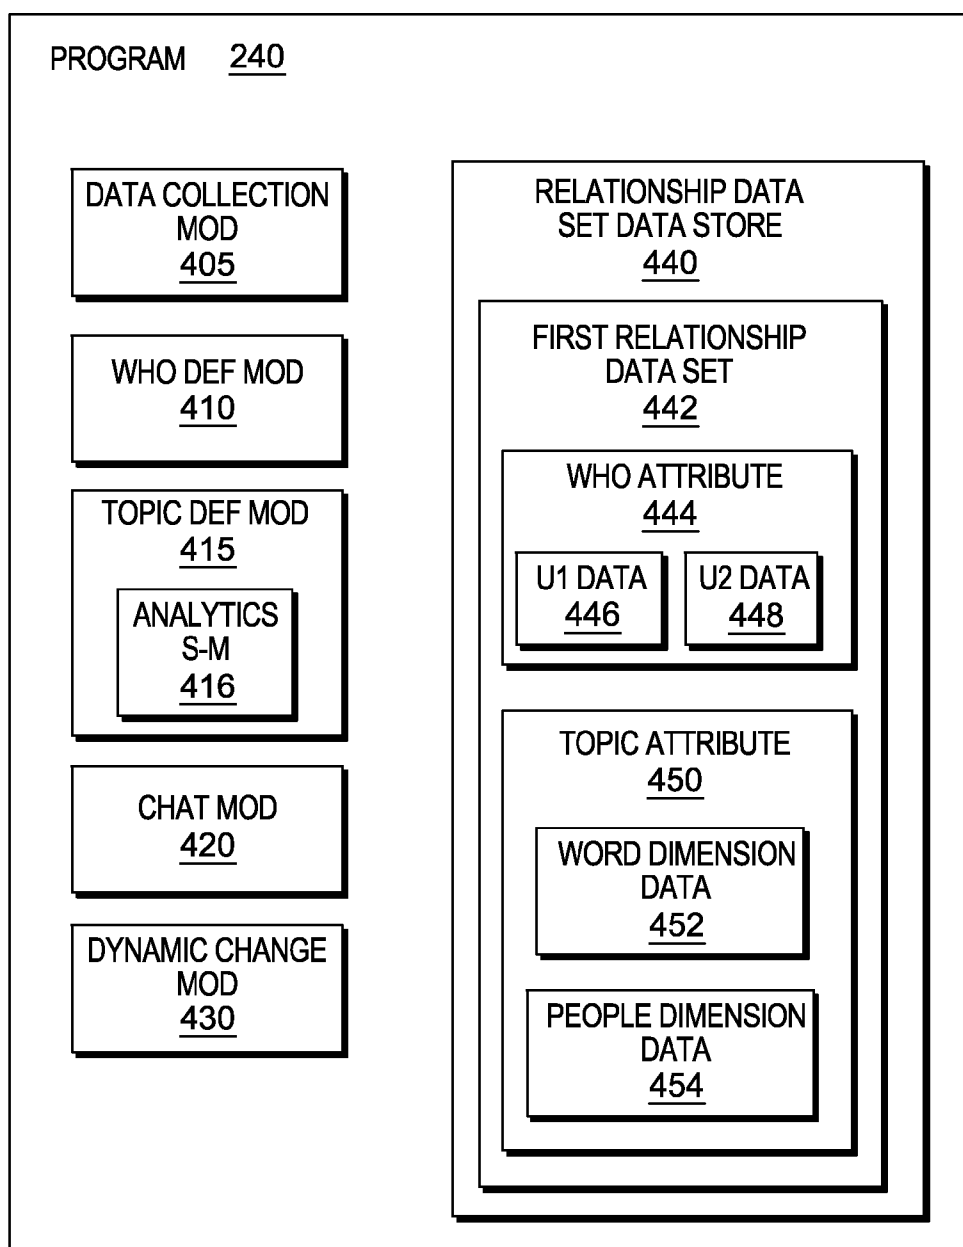 PROGRAM 240
DATA COLLECTION
MOD
405
WHO DEF MOD
410
TOPIC DEF MOD
415
ANALYTICS
S-M
416
CHAT MOD
420
DYNAMIC CHANGE
MOD
430
RELATIONSHIP DATA
SET DATA STORE
440
FIRST RELATIONSHIP
DATA SET
442
WHO ATTRIBUTE
444
U1 DATA
446
U2 DATA
448
TOPIC ATTRIBUTE
450
WORD DIMENSION
DATA
452
PEOPLE DIMENSION
DATA
454